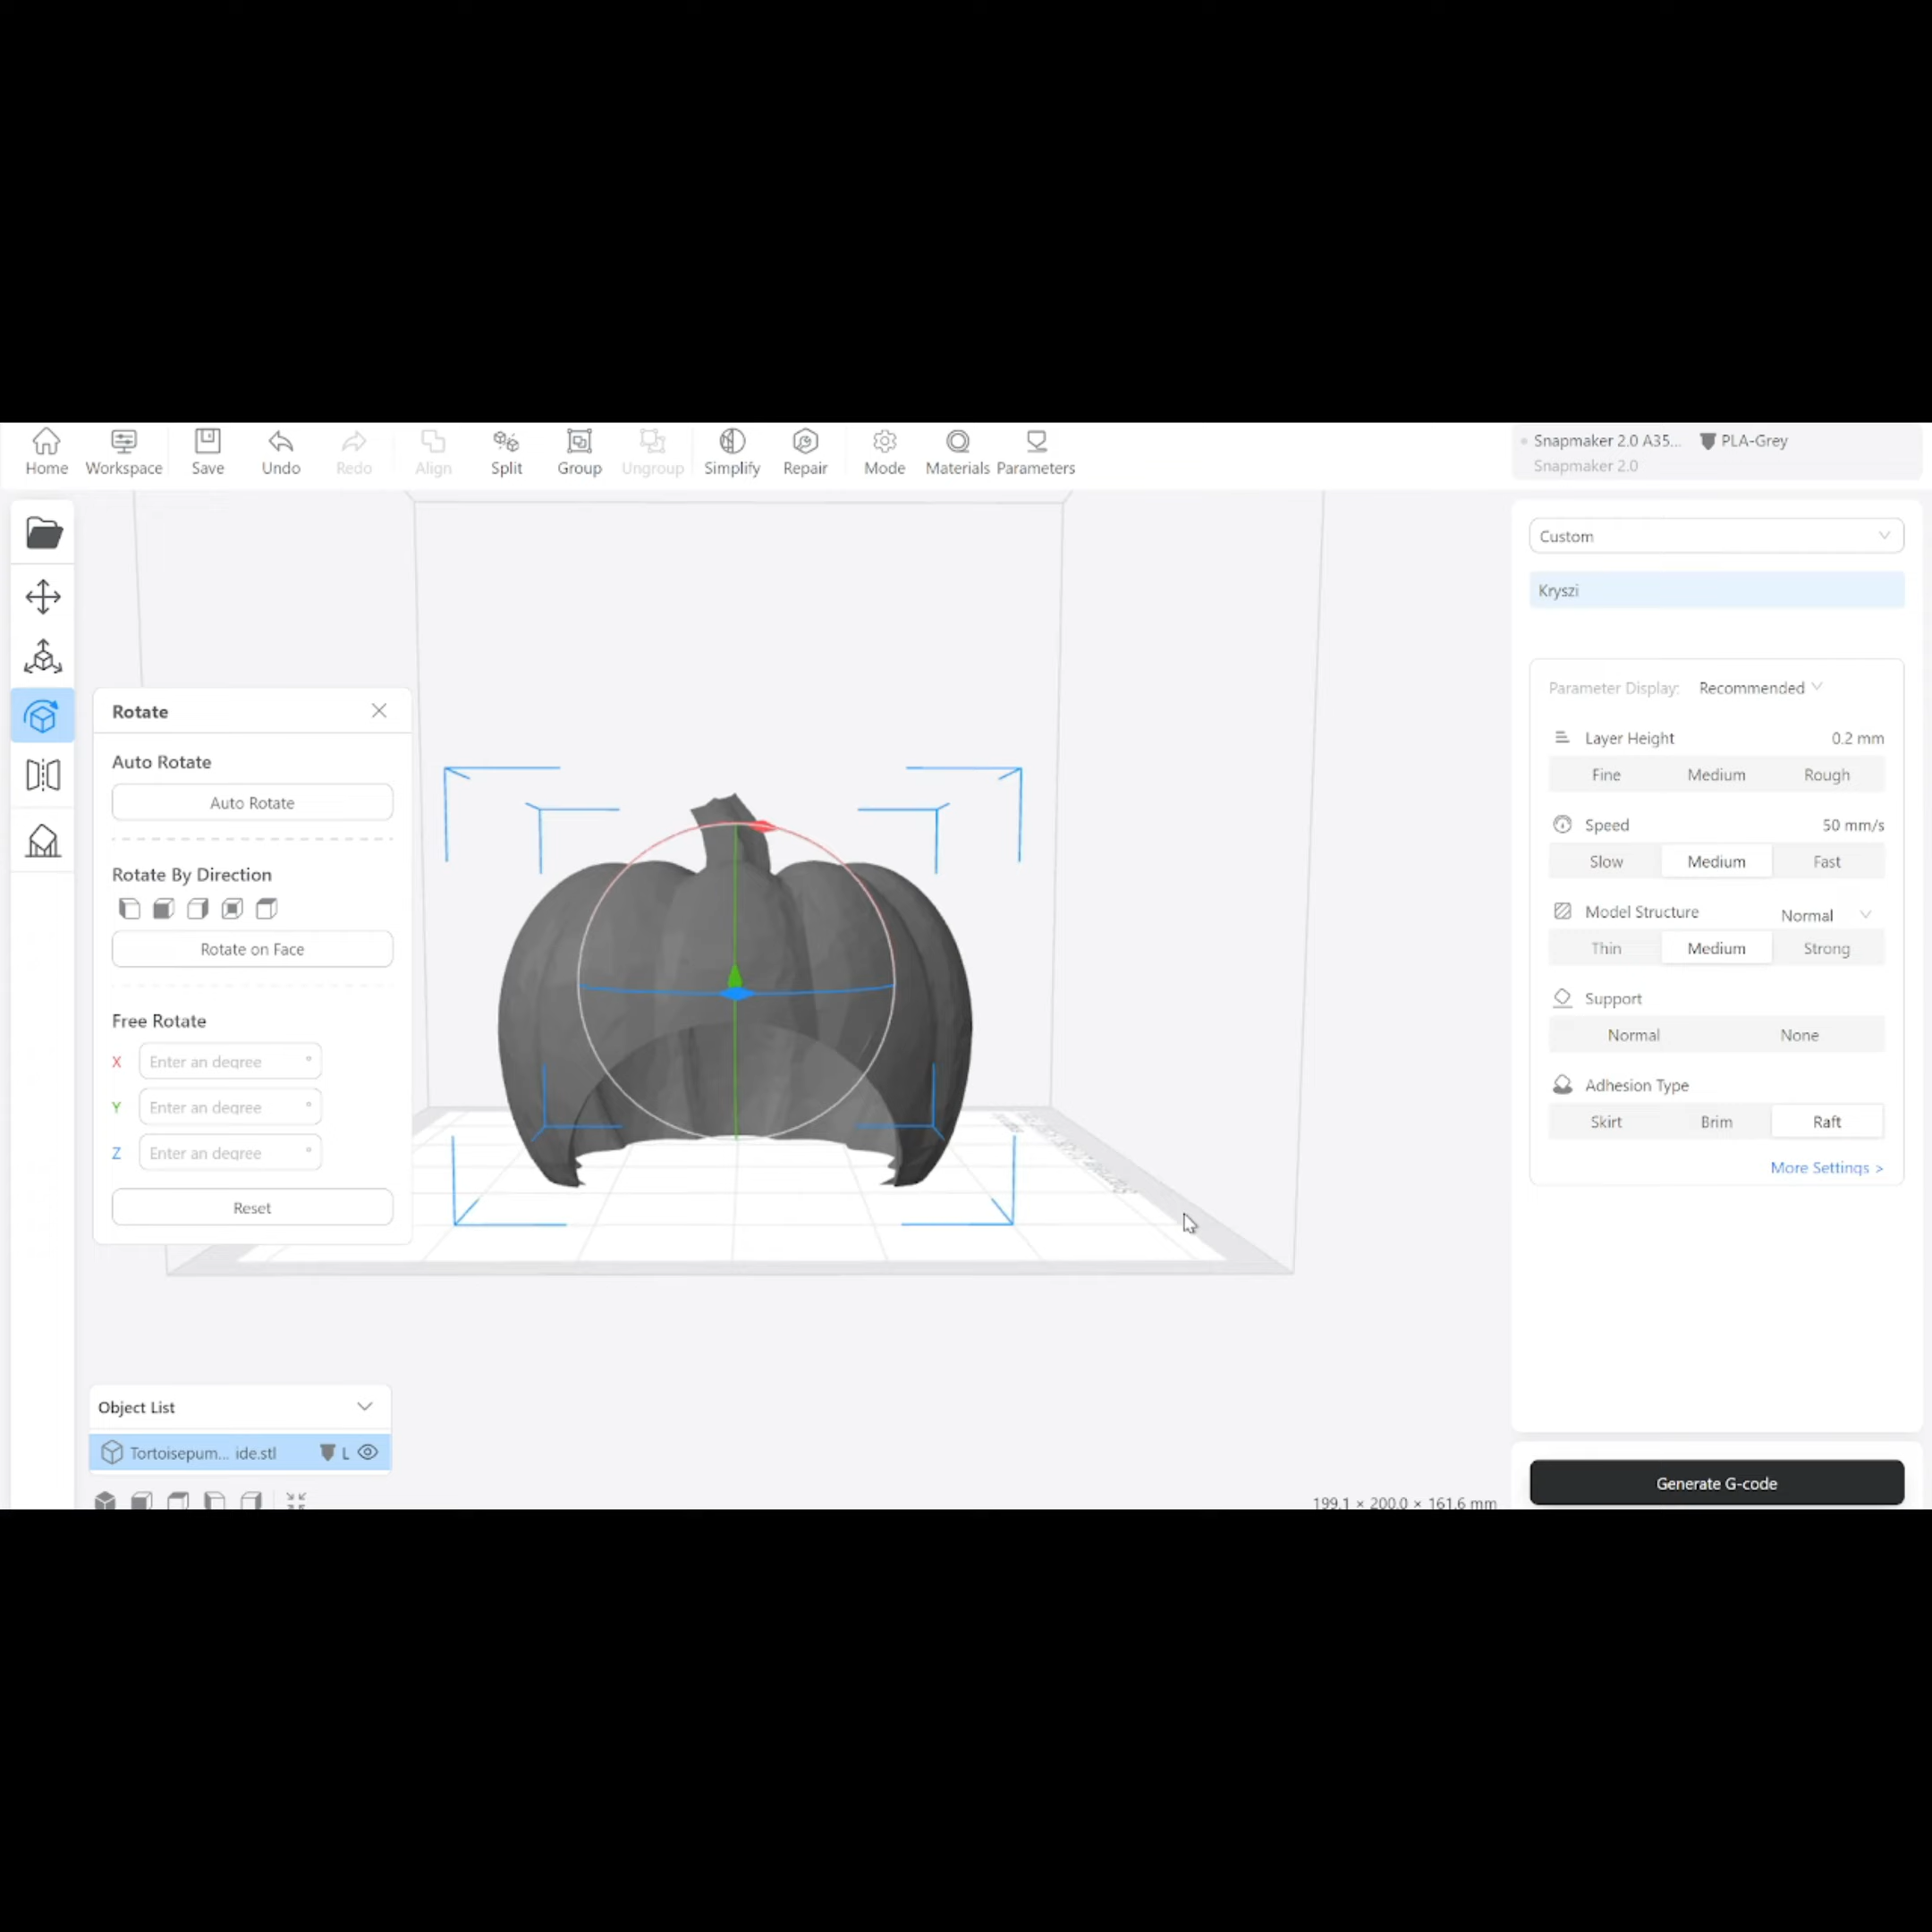 Home Workspace Save Undo Redo Align Split Group Ungroup Simplify Repair Mode Materials Parameters
Snapmaker 2.0 A35... PLA-Grey
Snapmaker 2.0
Custom
Kryszi
Parameter Display: Recommended
Layer Height 0.2 mm
Fine Medium Rough
Speed 50 mm/s
Slow Medium Fast
Model Structure Normal
Thin Medium Strong
Support
Normal None
Adhesion Type
Skirt Brim Raft
More Settings >
Rotate
Auto Rotate
Auto Rotate
Rotate By Direction
Rotate on Face
Free Rotate
X Enter an degree °
Y Enter an degree °
Z Enter an degree °
Reset
Object List
Tortoisepum... ide.stl L
199.1 × 200.0 × 161.6 mm
Generate G-code